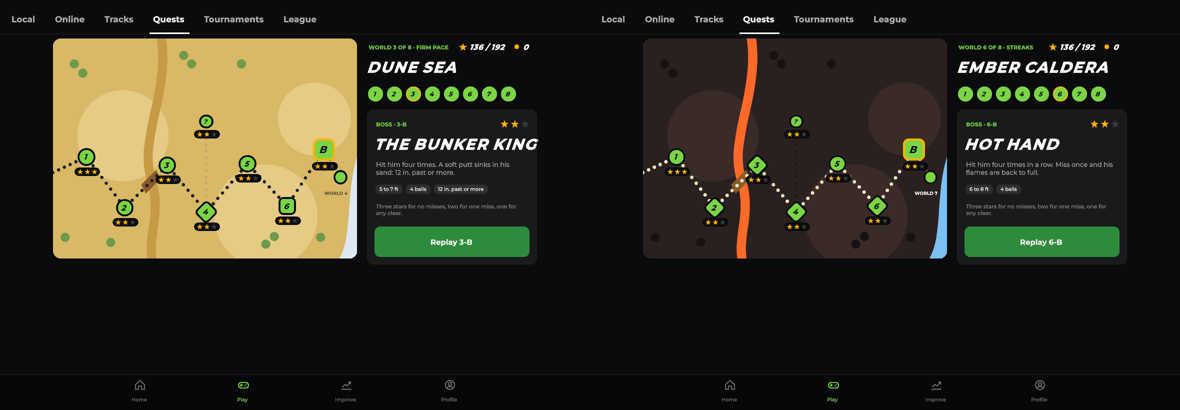 Local Online Tracks Quests Tournaments League
WORLD 3 OF 8 · FIRM PACE 136 / 192 0
DUNE SEA
1 2 3 4 5 6 7 8
BOSS · 3-B
THE BUNKER KING
Hit him four times. A soft putt sinks in his
sand: 12 in. past or more.
5 to 7 ft 4 balls 12 in. past or more
Three stars for no misses, two for one miss, one for
any clear.
Replay 3-B
?
B
1
3
5
2
4
6
WORLD 4
Home Play Improve Profile
Local Online Tracks Quests Tournaments League
WORLD 6 OF 8 · STREAKS 136 / 192 0
EMBER CALDERA
1 2 3 4 5 6 7 8
BOSS · 6-B
HOT HAND
Hit him four times in a row. Miss once and his
flames are back to full.
6 to 8 ft 4 balls
Three stars for no misses, two for one miss, one for
any clear.
Replay 6-B
?
B
1
3
5
2
4
6
WORLD 7
Home Play Improve Profile